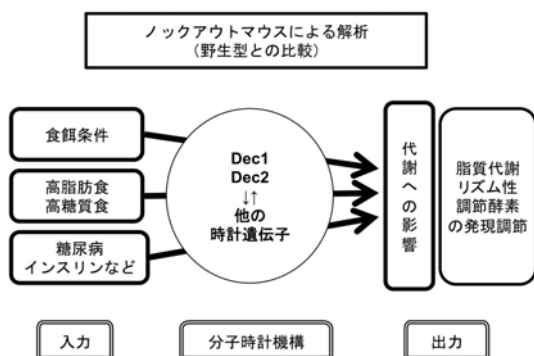 ノックアウトマウスによる解析
（野生型との比較）
食餌条件
高脂肪食
高糖質食
糖尿病
インスリンなど
Dec1
Dec2
↓↑
他の
時計遺伝子
代謝への影響
脂質代謝
リズム性
調節酵素
の発現調節
入力
分子時計機構
出力